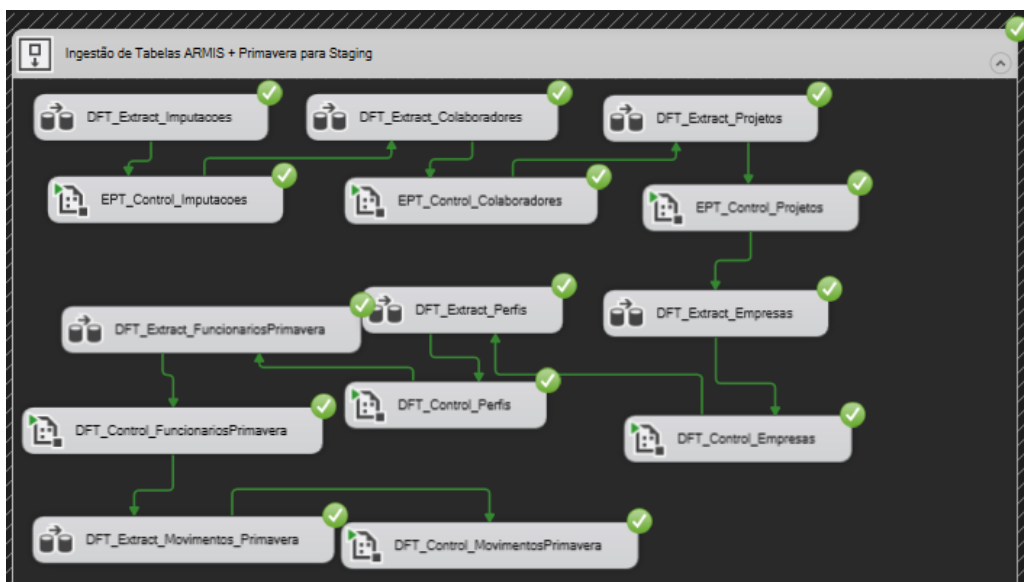 Ingestão de Tabelas ARMIS + Primavera para Staging
DFT_Extract_Imputacoes
DFT_Extract_Colaboradores
DFT_Extract_Projetos
EPT_Control_Imputacoes
EPT_Control_Colaboradores
EPT_Control_Projetos
DFT_Extract_FuncionáriosPrimavera
DFT_Extract_Perfis
DFT_Extract_Empresas
DFT_Control_FuncionariosPrimavera
DFT_Control_Perfis
DFT_Control_Empresas
DFT_Extract_Movimentos_Primavera
DFT_Control_MovimentosPrimavera